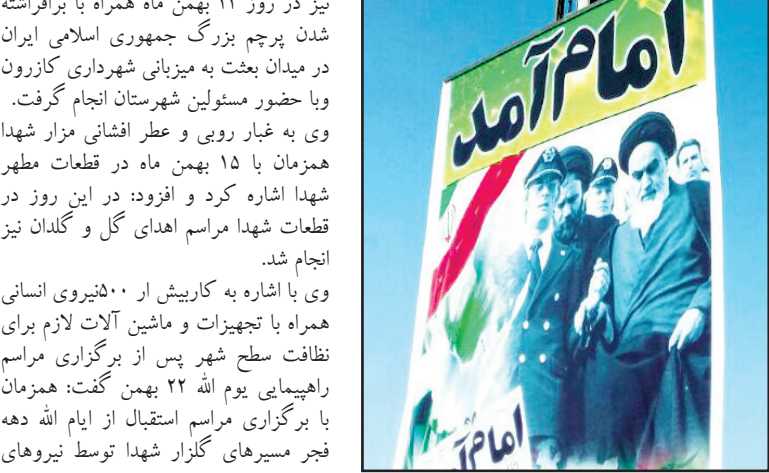 نیز در روز ۱۲ بهمن ماه همراه با برافراشته
شدن پرچم بزرگ جمهوری اسلامی ایران
در میدان بعثت به میزبانی شهرداری کازرون
وبا حضور مسئولین شهرستان انجام گرفت.
وی به غبار روبی و عطر افشانی مزار شهدا
همزمان با ۱۵ بهمن ماه در قطعات مطهر
شهدا اشاره کرد و افزود: در این روز در
قطعات شهدا مراسم اهدای گل و گلدان نیز
انجام شد.
وی با اشاره به کاربیش ار ۵۰۰نیروی انسانی
همراه با تجهیزات و ماشین آلات لازم برای
نظافت سطح شهر پس از برگزاری مراسم
راهپیمایی یوم الله ۲۲ بهمن گفت: همزمان
با برگزاری مراسم استقبال از ایام الله دهه
فجر مسیرهای گلزار شهدا توسط نیروهای
امام آمد
امام آمد